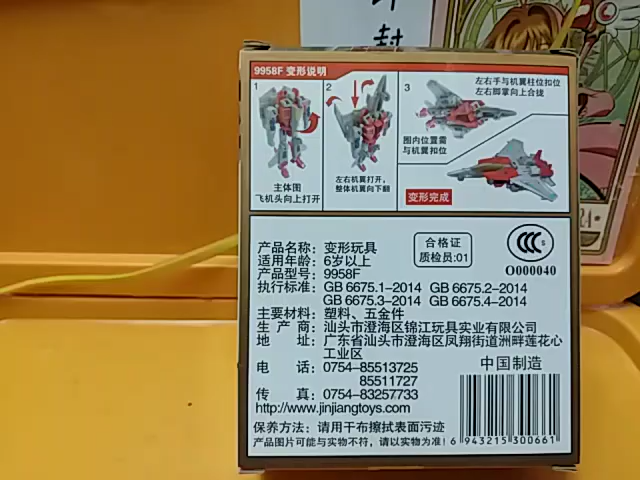 封
9958F 变形说明
1
2
3
左右手与机翼柱位扣位
左右脚掌向上合拢
圈内位置需
与机翼扣位
主体图
飞机头向上打开
左右机翼打开，
整体机翼向下翻
变形完成
产品名称：变形玩具
适用年龄：6岁以上
产品型号：9958F
执行标准：GB 6675.1-2014 GB 6675.2-2014
GB 6675.3-2014 GB 6675.4-2014
合格证
质检员:01
CCC S
O000040
主要材料：塑料、五金件
生产商：汕头市澄海区锦江玩具实业有限公司
地址：广东省汕头市澄海区凤翔街道洲畔莲花心
工业区
电话：0754-85513725
85511727
传真：0754-83257733
http://www.jinjiangtoys.com
中国制造
保养方法：请用干布擦拭表面污迹
产品图片可能与实物不符，请以实物为准!
6 943215 300661